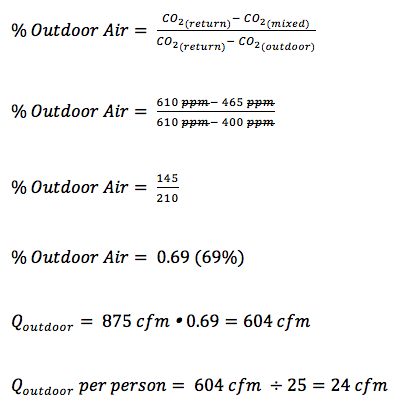 % Outdoor Air = CO₂(return) − CO₂(mixed) / CO₂(return) − CO₂(outdoor)
% Outdoor Air = 610 ppm − 465 ppm / 610 ppm − 400 ppm
% Outdoor Air = 145 / 210
% Outdoor Air = 0.69 (69%)
Qoutdoor = 875 cfm • 0.69 = 604 cfm
Qoutdoor per person = 604 cfm ÷ 25 = 24 cfm